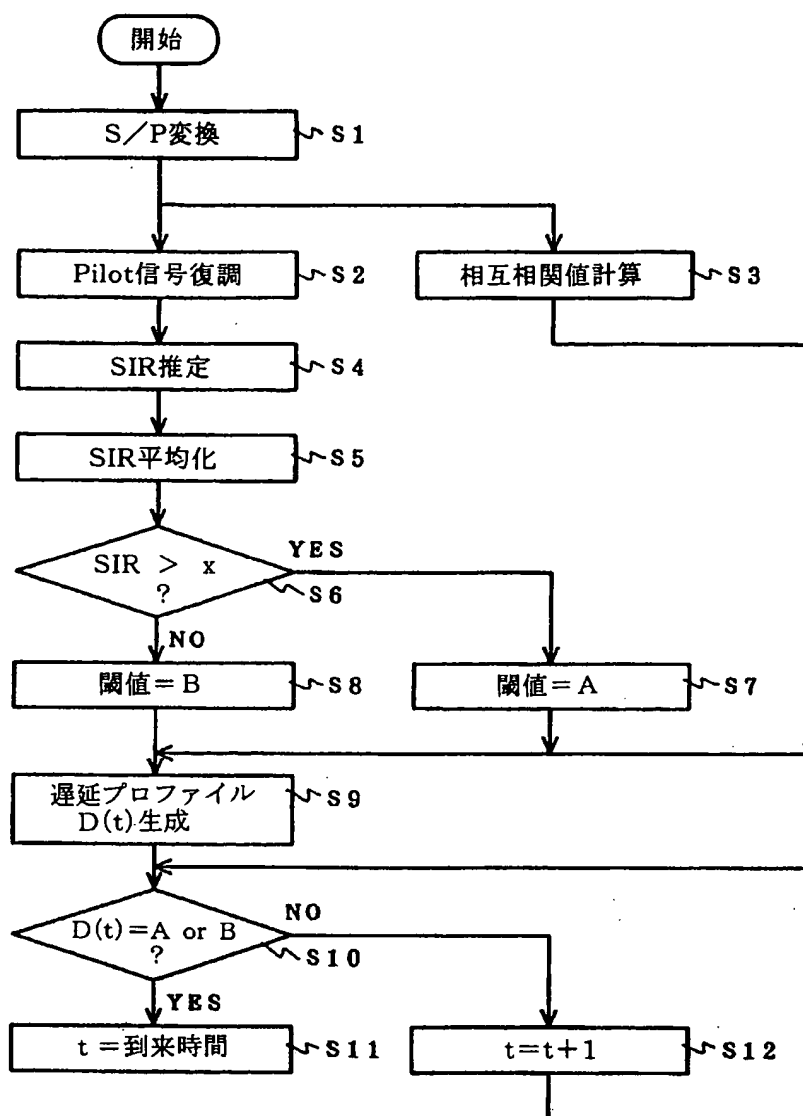 開始
S／P変換
S1
Pilot信号復調
S2
相互相関値計算
S3
SIR推定
S4
SIR平均化
S5
SIR > x
?
YES
S6
NO
閾値＝B
S8
閾値＝A
S7
遅延プロファイル
D(t)生成
S9
D(t)＝A or B
?
NO
S10
YES
t＝到来時間
S11
t＝t＋1
S12